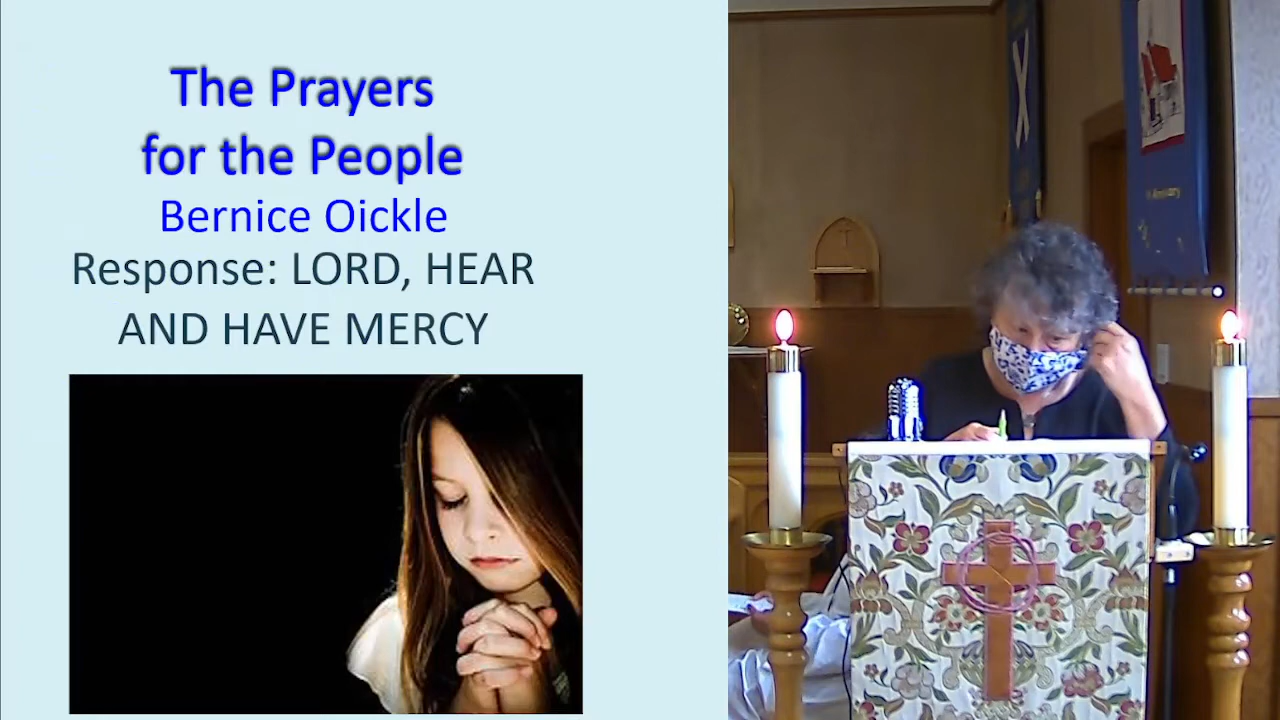 The Prayers
for the People
Bernice Oickle
Response: LORD, HEAR
AND HAVE MERCY